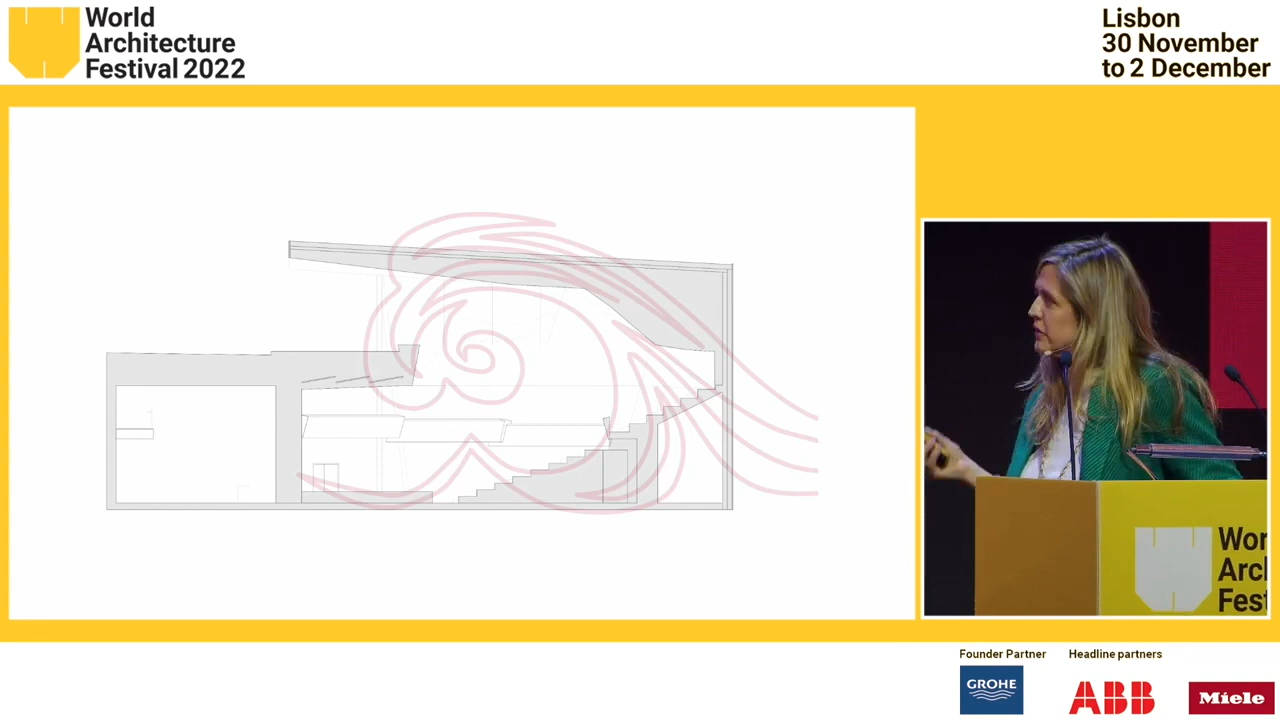 World
Architecture
Festival 2022
Lisbon
30 November
to 2 December
Wor
Arcl
Fest
Founder Partner
Headline partners
GROHE
ABB
Miele